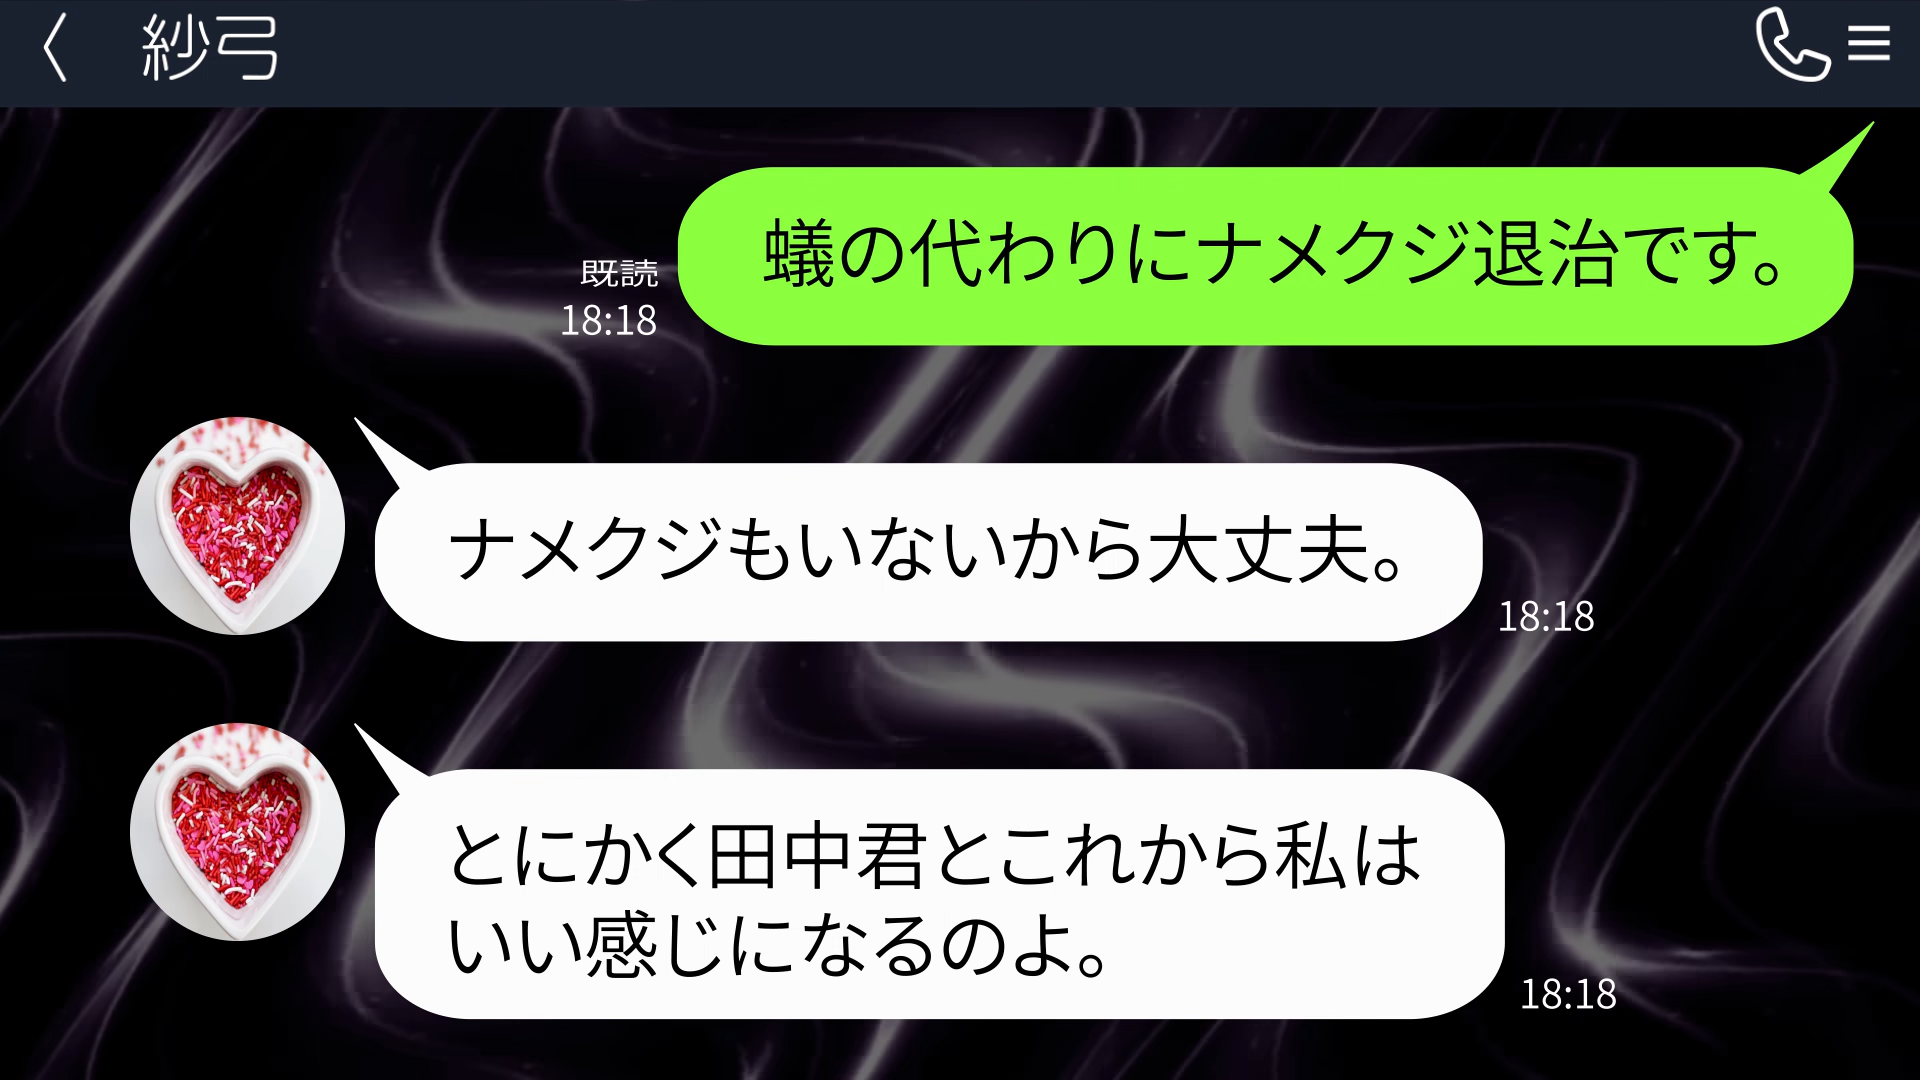 紗弓
蟻の代わりにナメクジ退治です。
既読
18:18
ナメクジもいないから大丈夫。
18:18
とにかく田中君とこれから私は
いい感じになるのよ。
18:18